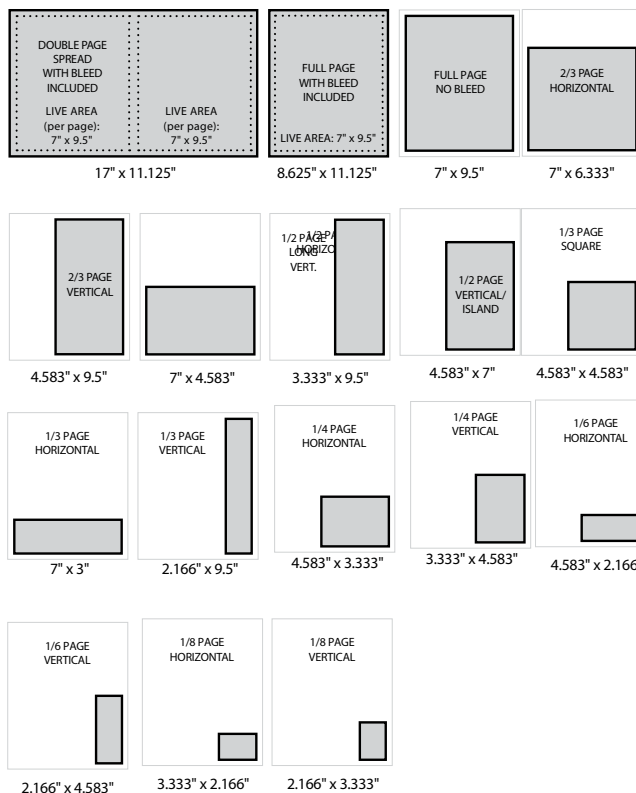 DOUBLE PAGE
SPREAD
WITH BLEED
INCLUDED
LIVE AREA
(per page):
7" x 9.5"
LIVE AREA
(per page):
7" x 9.5"
17" x 11.125"
FULL PAGE
WITH BLEED
INCLUDED
LIVE AREA: 7" x 9.5"
8.625" x 11.125"
FULL PAGE
NO BLEED
7" x 9.5"
2/3 PAGE
HORIZONTAL
7" x 6.333"
2/3 PAGE
VERTICAL
4.583" x 9.5"
7" x 4.583"
1/2 PAGE
LONG
VERT.
3.333" x 9.5"
1/2 PAGE
VERTICAL/
ISLAND
4.583" x 7"
1/3 PAGE
SQUARE
4.583" x 4.583"
1/3 PAGE
HORIZONTAL
7" x 3"
1/3 PAGE
VERTICAL
2.166" x 9.5"
1/4 PAGE
HORIZONTAL
4.583" x 3.333"
1/4 PAGE
VERTICAL
3.333" x 4.583"
1/6 PAGE
HORIZONTAL
4.583" x 2.166
1/6 PAGE
VERTICAL
2.166" x 4.583"
1/8 PAGE
HORIZONTAL
3.333" x 2.166"
1/8 PAGE
VERTICAL
2.166" x 3.333"